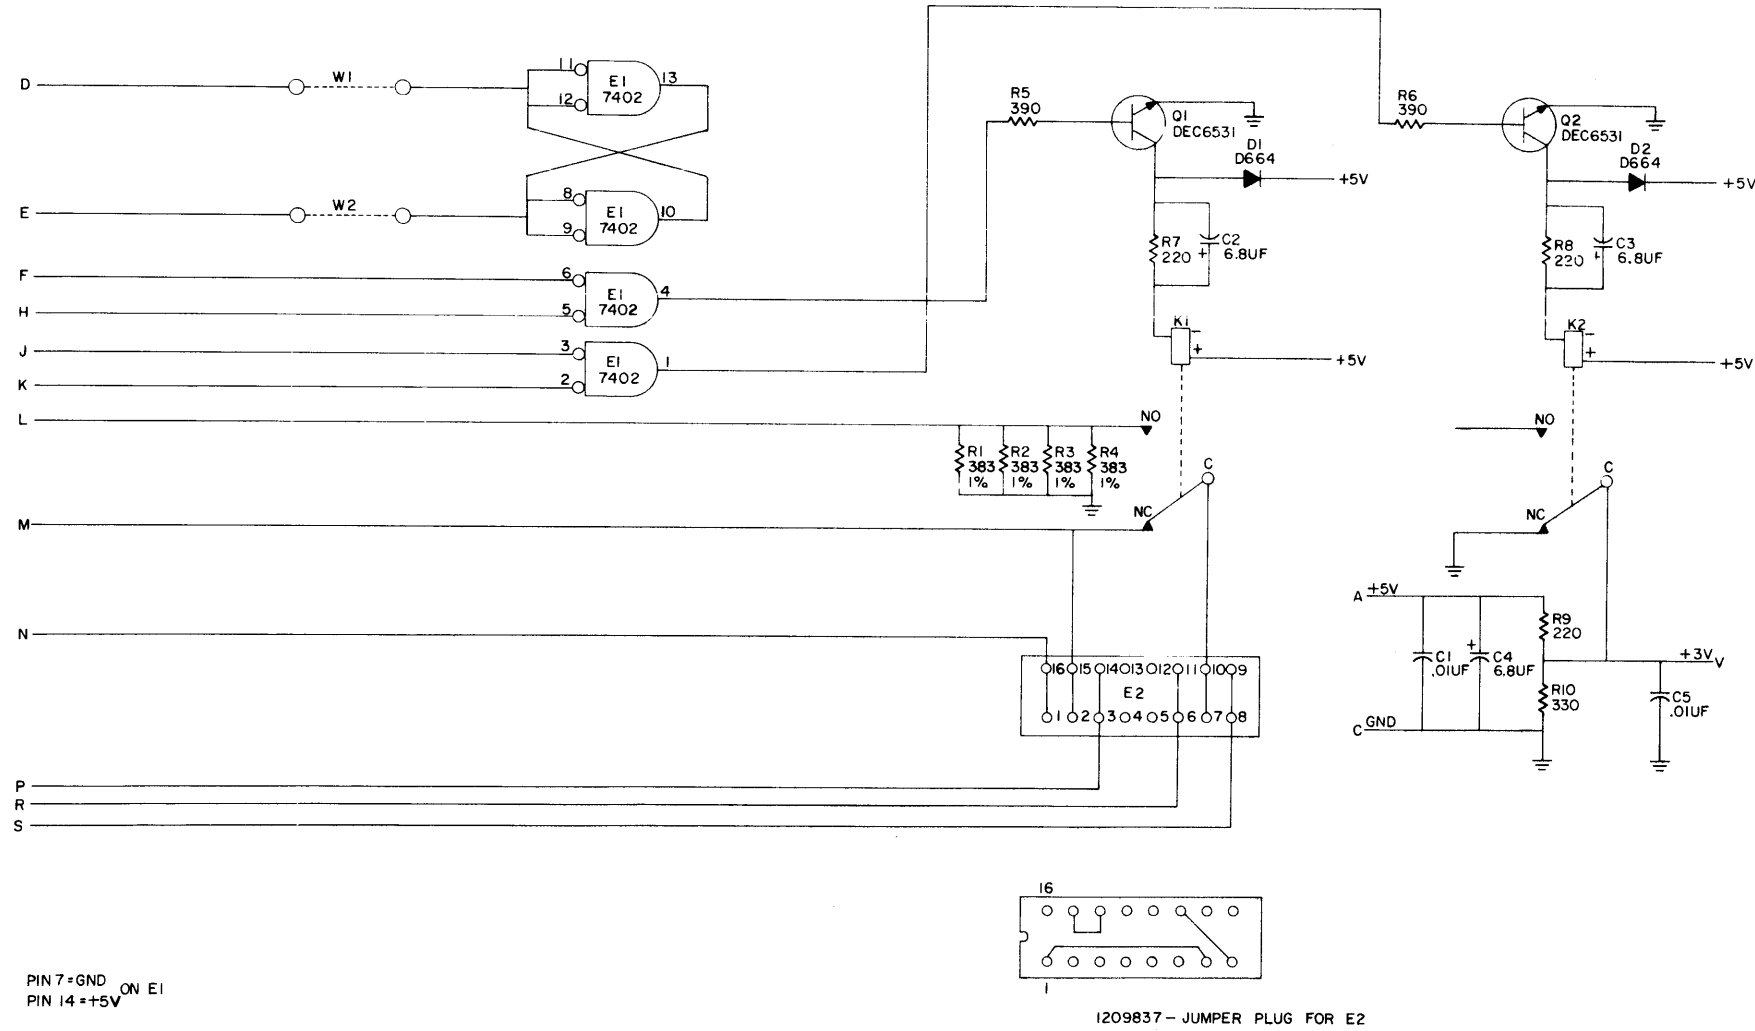 D
W1
11
12
E1
7402
13
E
W2
8
9
E1
7402
10
F
H
6
5
E1
7402
4
J
K
3
2
E1
7402
1
L
M
N
P
R
S
R5
390
Q1
DEC6531
D1
D664
+5V
R7
220
C2
+ 6.8UF
K1
-
+
+5V
R6
390
Q2
DEC6531
D2
D664
+5V
R8
220
C3
+ 6.8UF
K2
-
+
+5V
NO
R1 R2 R3 R4
383 383 383 383
1% 1% 1% 1%
C
NC
NO
C
NC
A +5V
C1
.01UF
+ C4
6.8UF
R9
220
R10
330
+3V V
C5
.01UF
C GND
16 15 14 13 12 11 10 9
E2
1 2 3 4 5 6 7 8
16
1
1209837 - JUMPER PLUG FOR E2
PIN 7 = GND
PIN 14 = +5V
ON E1